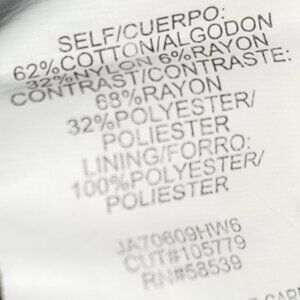 SELF/CUERPO:
62%COTTON/ALGODON
32%NYLON 6%RAYON
CONTRAST/CONTRASTE:
68%RAYON
32%POLYESTER/
POLIESTER
LINING/FORRO:
100%POLYESTER/
POLIESTER
JA70609HW6
CUT#105779
RN#58539